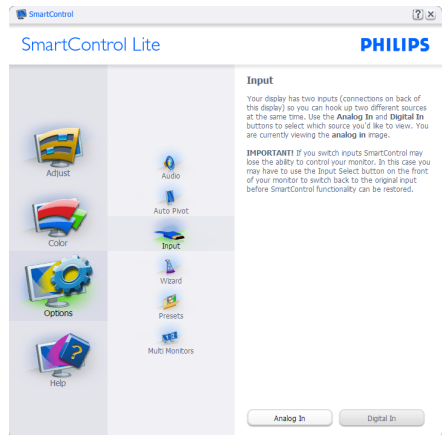 SmartControl
SmartControl Lite
PHILIPS
Adjust
Color
Options
Help
Audio
Auto Pivot
Input
Wizard
Presets
Multi Monitors
Input
Your display has two inputs (connections on back of
this display) so you can hook up two different sources
at the same time. Use the Analog In and Digital In
buttons to select which source you'd like to view. You
are currently viewing the analog in image.
IMPORTANT! If you switch inputs SmartControl may
lose the ability to control your monitor. In this case you
may have to use the Input Select button on the front
of your monitor to switch back to the original input
before SmartControl functionality can be restored.
Analog In
Digital In